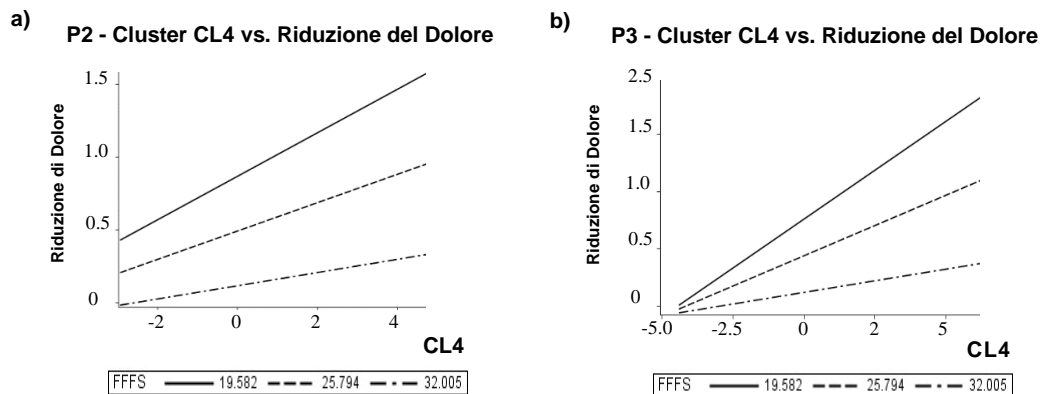 a)
P2 - Cluster CL4 vs. Riduzione del Dolore
Riduzione di Dolore
1.5
1.0
0.5
0
-2
0
2
4
CL4
FFFS 19.582 25.794 32.005
b)
P3 - Cluster CL4 vs. Riduzione del Dolore
Riduzione di Dolore
2.5
1.5
1.0
0.5
0
-5.0
-2.5
0
2
5
CL4
FFFS 19.582 25.794 32.005